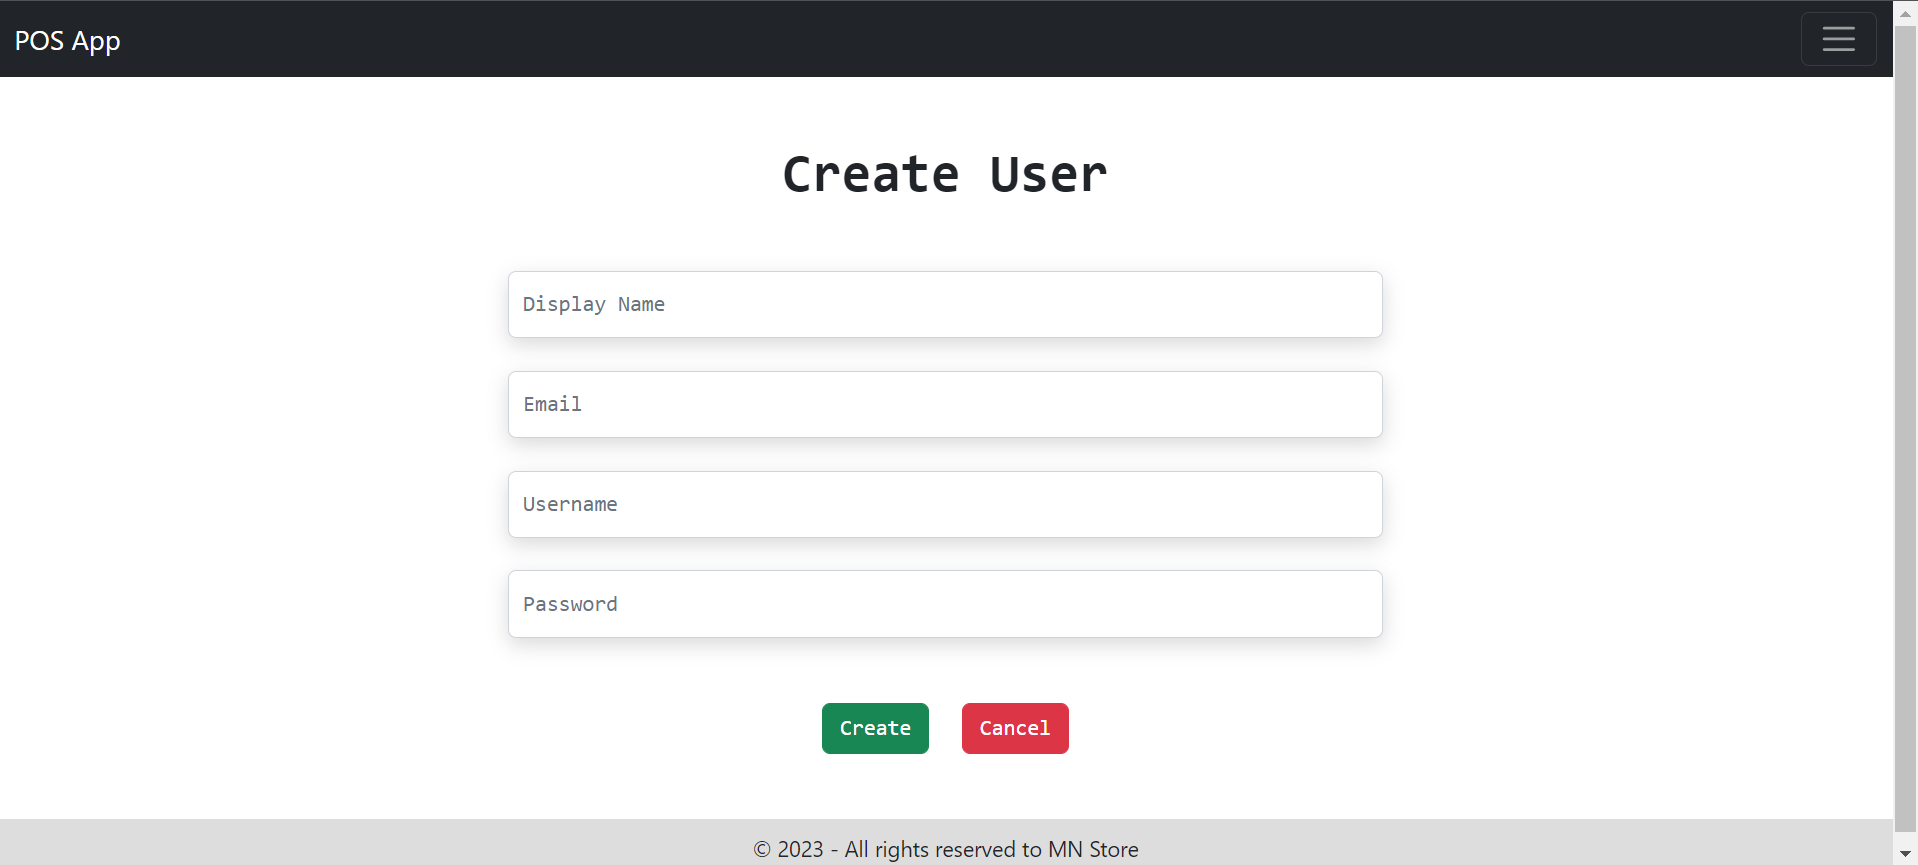 POS App
Create User
Display Name
Email
Username
Password
Create Cancel
© 2023 - All rights reserved to MN Store